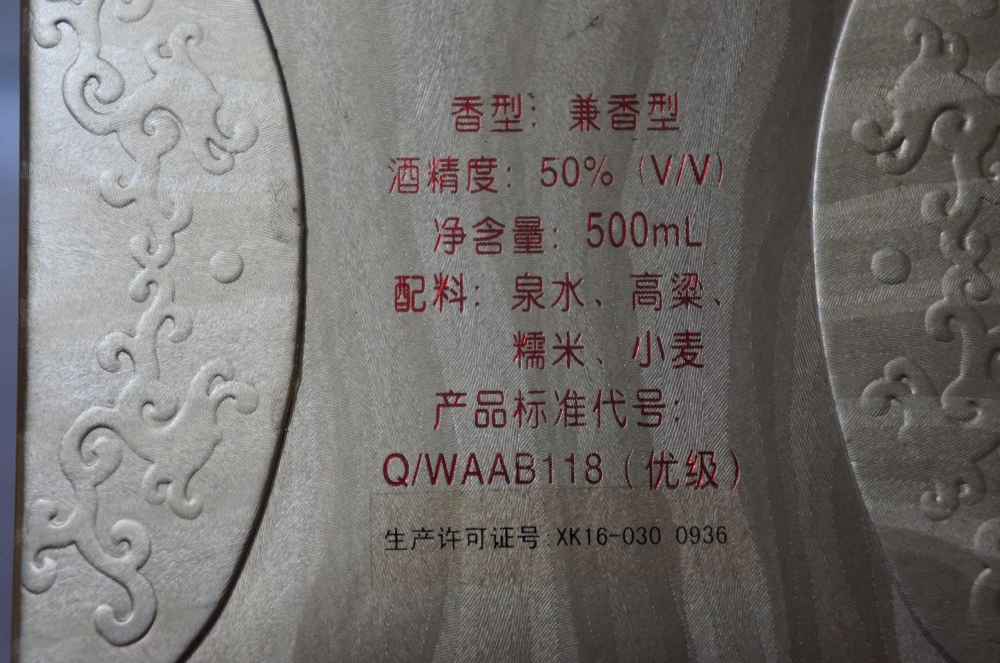 香型：兼香型
酒精度：50%（V/V）
净含量：500mL
配料：泉水、高粱、
糯米、小麦
产品标准代号：
Q/WAAB118（优级）
生产许可证号:XK16-030 0936